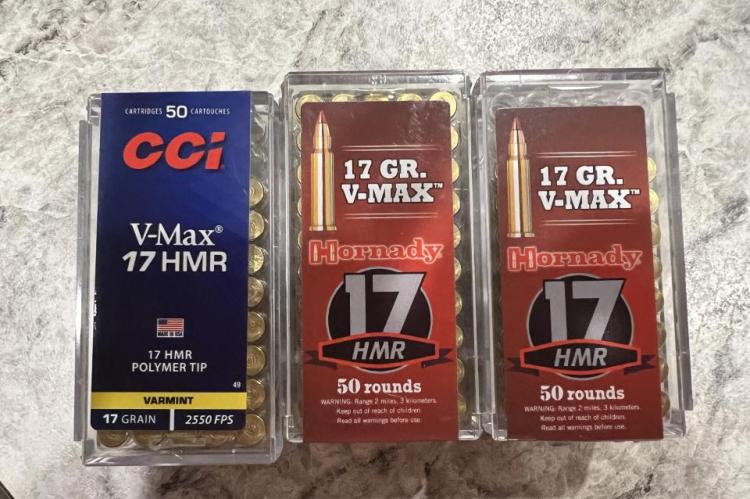 CARTRIDGES 50 CARTOUCHES
CCI
V-Max®
17 HMR
MADE IN USA
17 HMR
POLYMER TIP
49
VARMINT
17 GRAIN 2550 FPS
17 GR.
V-MAX™
Hornady
17
HMR
50 rounds
WARNING: Range 2 miles, 3 kilometers.
Keep out of reach of children.
Read all warnings before use.
17 GR.
V-MAX™
Hornady
17
HMR
50 rounds
WARNING: Range 2 miles, 3 kilometers.
Keep out of reach of children.
Read all warnings before use.